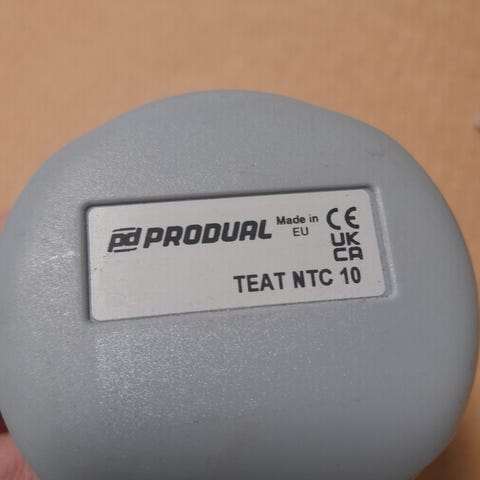 pd PRODUAL
Made in
EU
CE
UK
CA
TEAT NTC 10